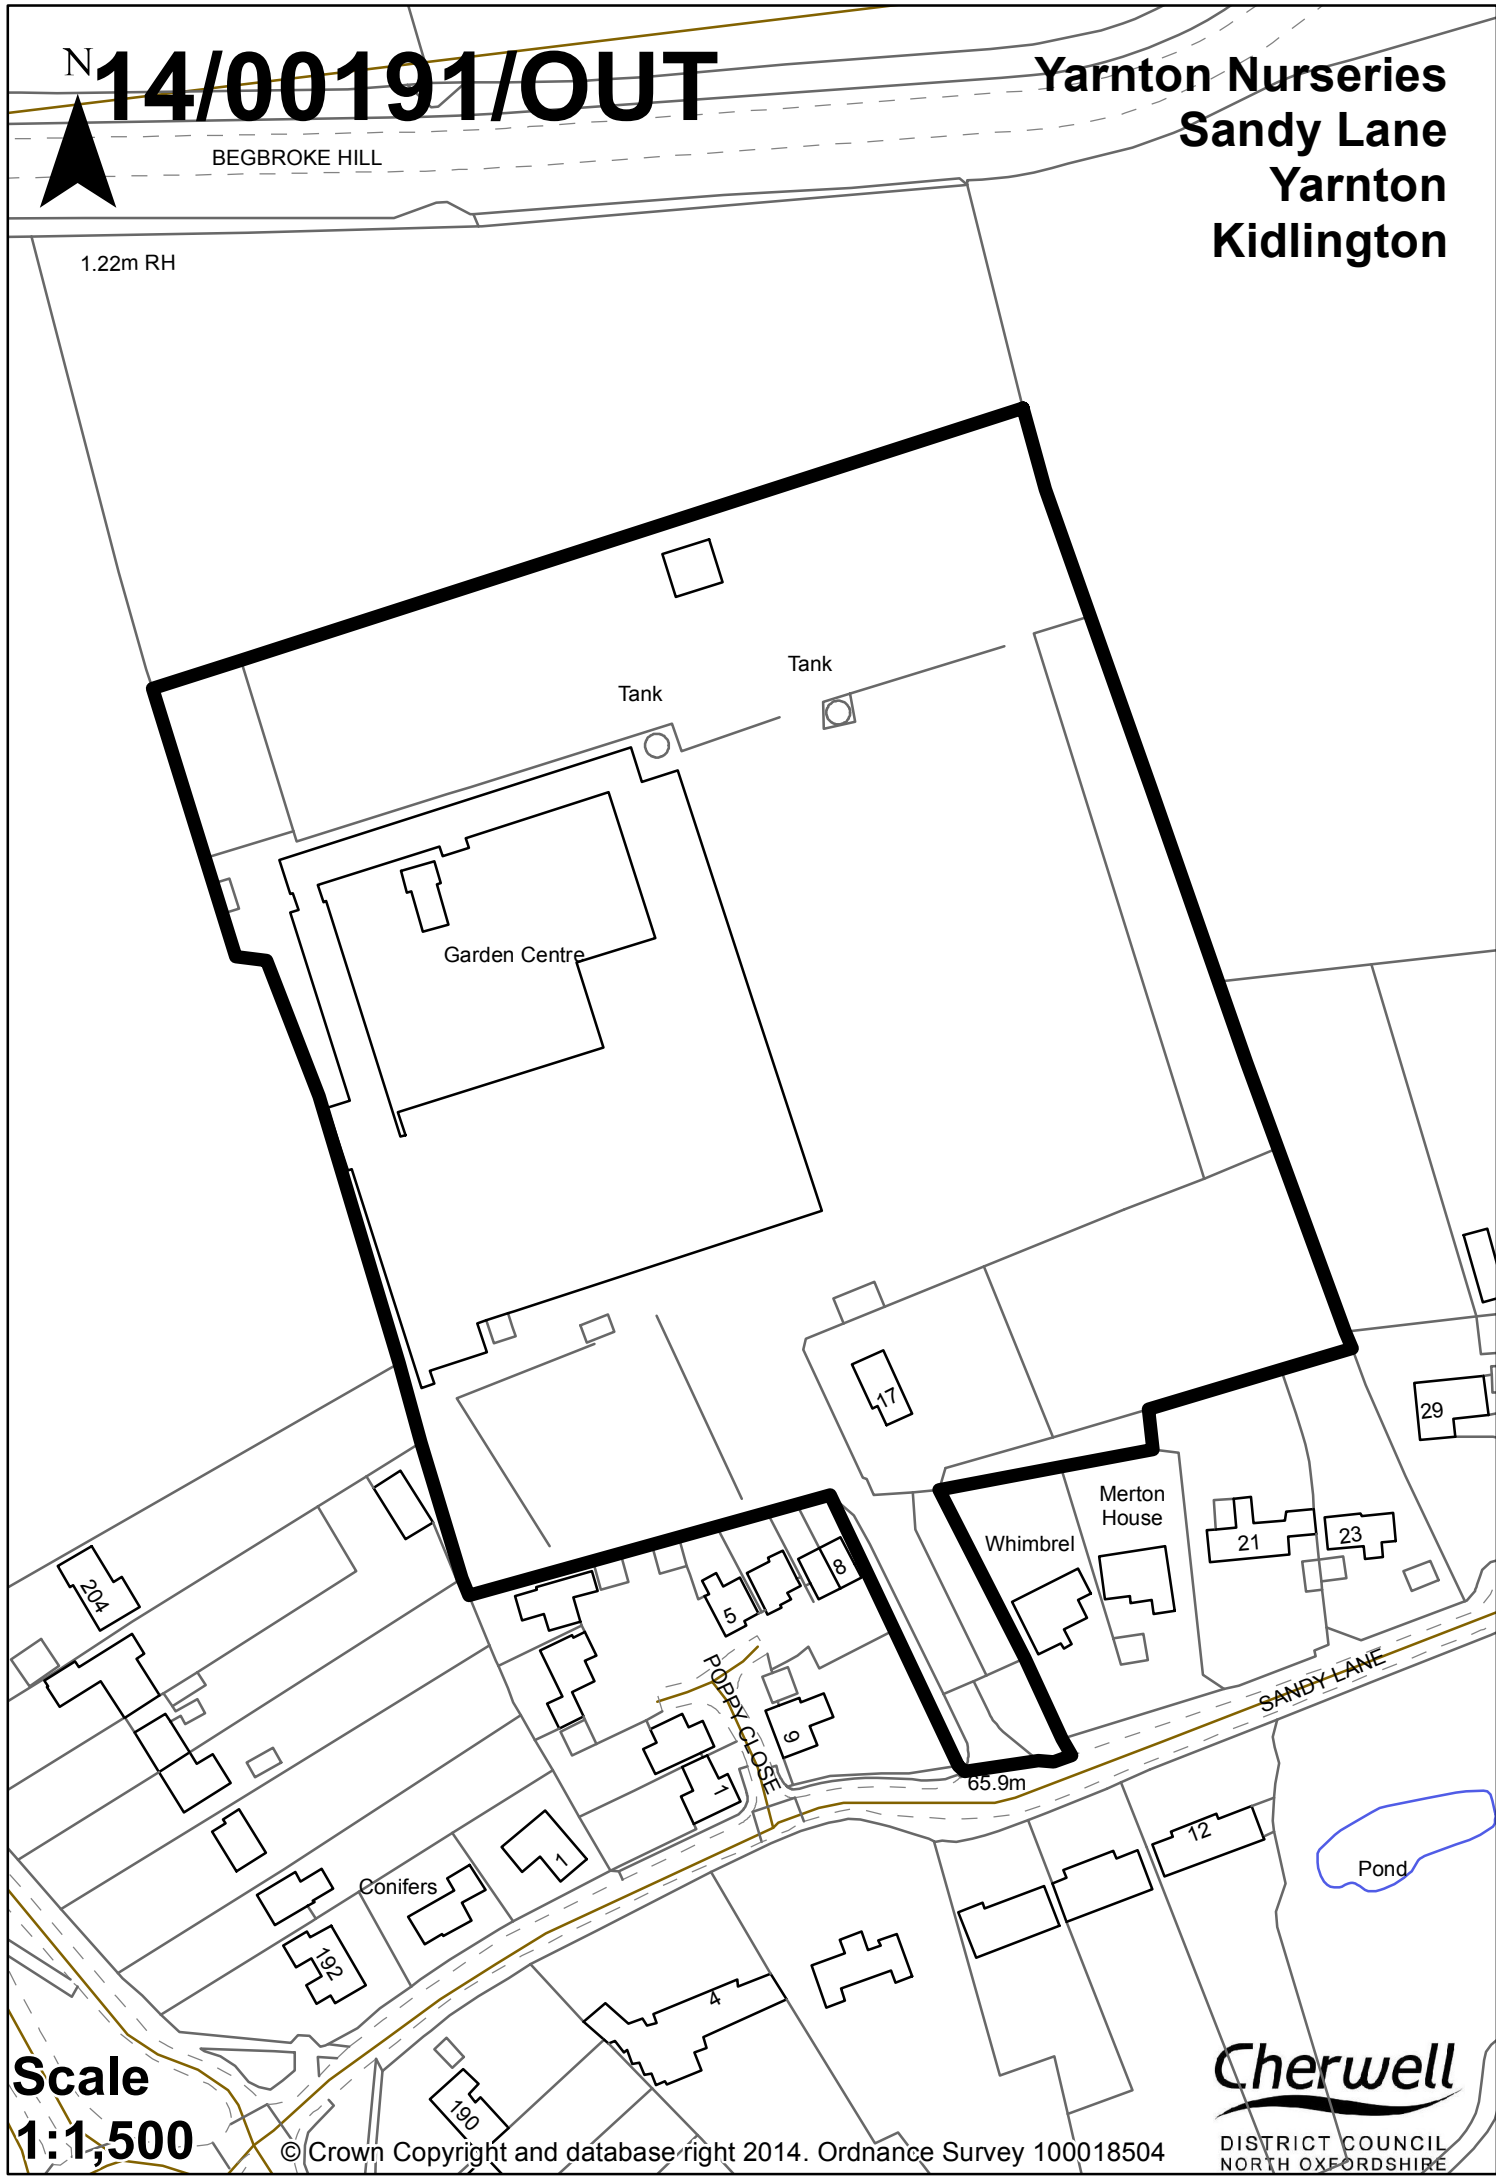 N
14/00191/OUT
Yarnton Nurseries
Sandy Lane
Yarnton
Kidlington
BEGBROKE HILL
1.22m RH
Tank
Tank
Garden Centre
17
29
Merton
House
Whimbrel
21
23
204
5
8
POPPY CLOSE
9
SANDY LANE
1
65.9m
12
Pond
1
Conifers
192
4
190
Scale
1:1,500
© Crown Copyright and database right 2014. Ordnance Survey 100018504
Cherwell
DISTRICT COUNCIL
NORTH OXFORDSHIRE